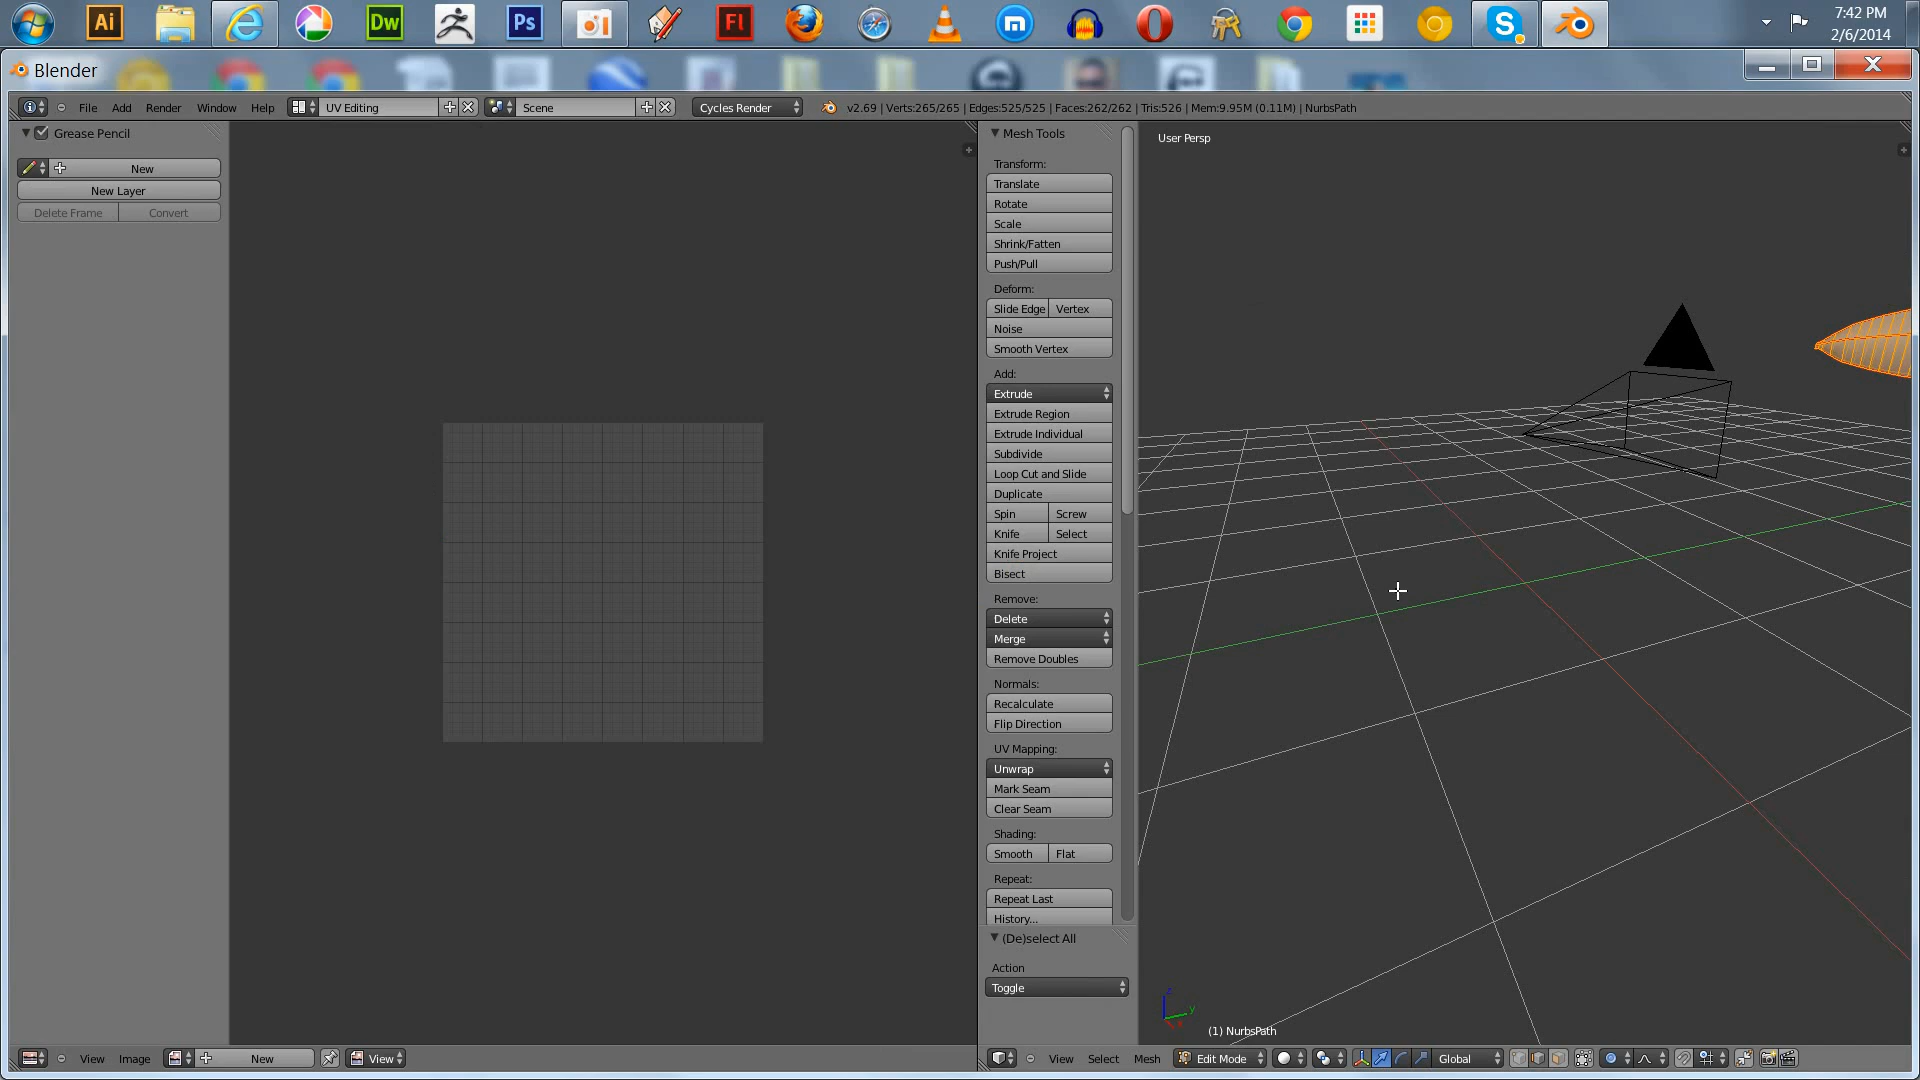 Ai
Dw
Ps
Fl
7:42 PM
2/6/2014
Blender
File Add Render Window Help UV Editing Scene Cycles Render v2.69 | Verts:265/265 | Edges:525/525 | Faces:262/262 | Tris:526 | Mem:9.95M (0.11M) | NurbsPath
Grease Pencil
New
New Layer
Delete Frame Convert
Mesh Tools
Transform:
Translate
Rotate
Scale
Shrink/Fatten
Push/Pull
Deform:
Slide Edge Vertex
Noise
Smooth Vertex
Add:
Extrude
Extrude Region
Extrude Individual
Subdivide
Loop Cut and Slide
Duplicate
Spin Screw
Knife Select
Knife Project
Bisect
Remove:
Delete
Merge
Remove Doubles
Normals:
Recalculate
Flip Direction
UV Mapping:
Unwrap
Mark Seam
Clear Seam
Shading:
Smooth Flat
Repeat:
Repeat Last
History...
(De)select All
Action
Toggle
User Persp
z
y
x
(1) NurbsPath
View Image New View
View Select Mesh Edit Mode Global